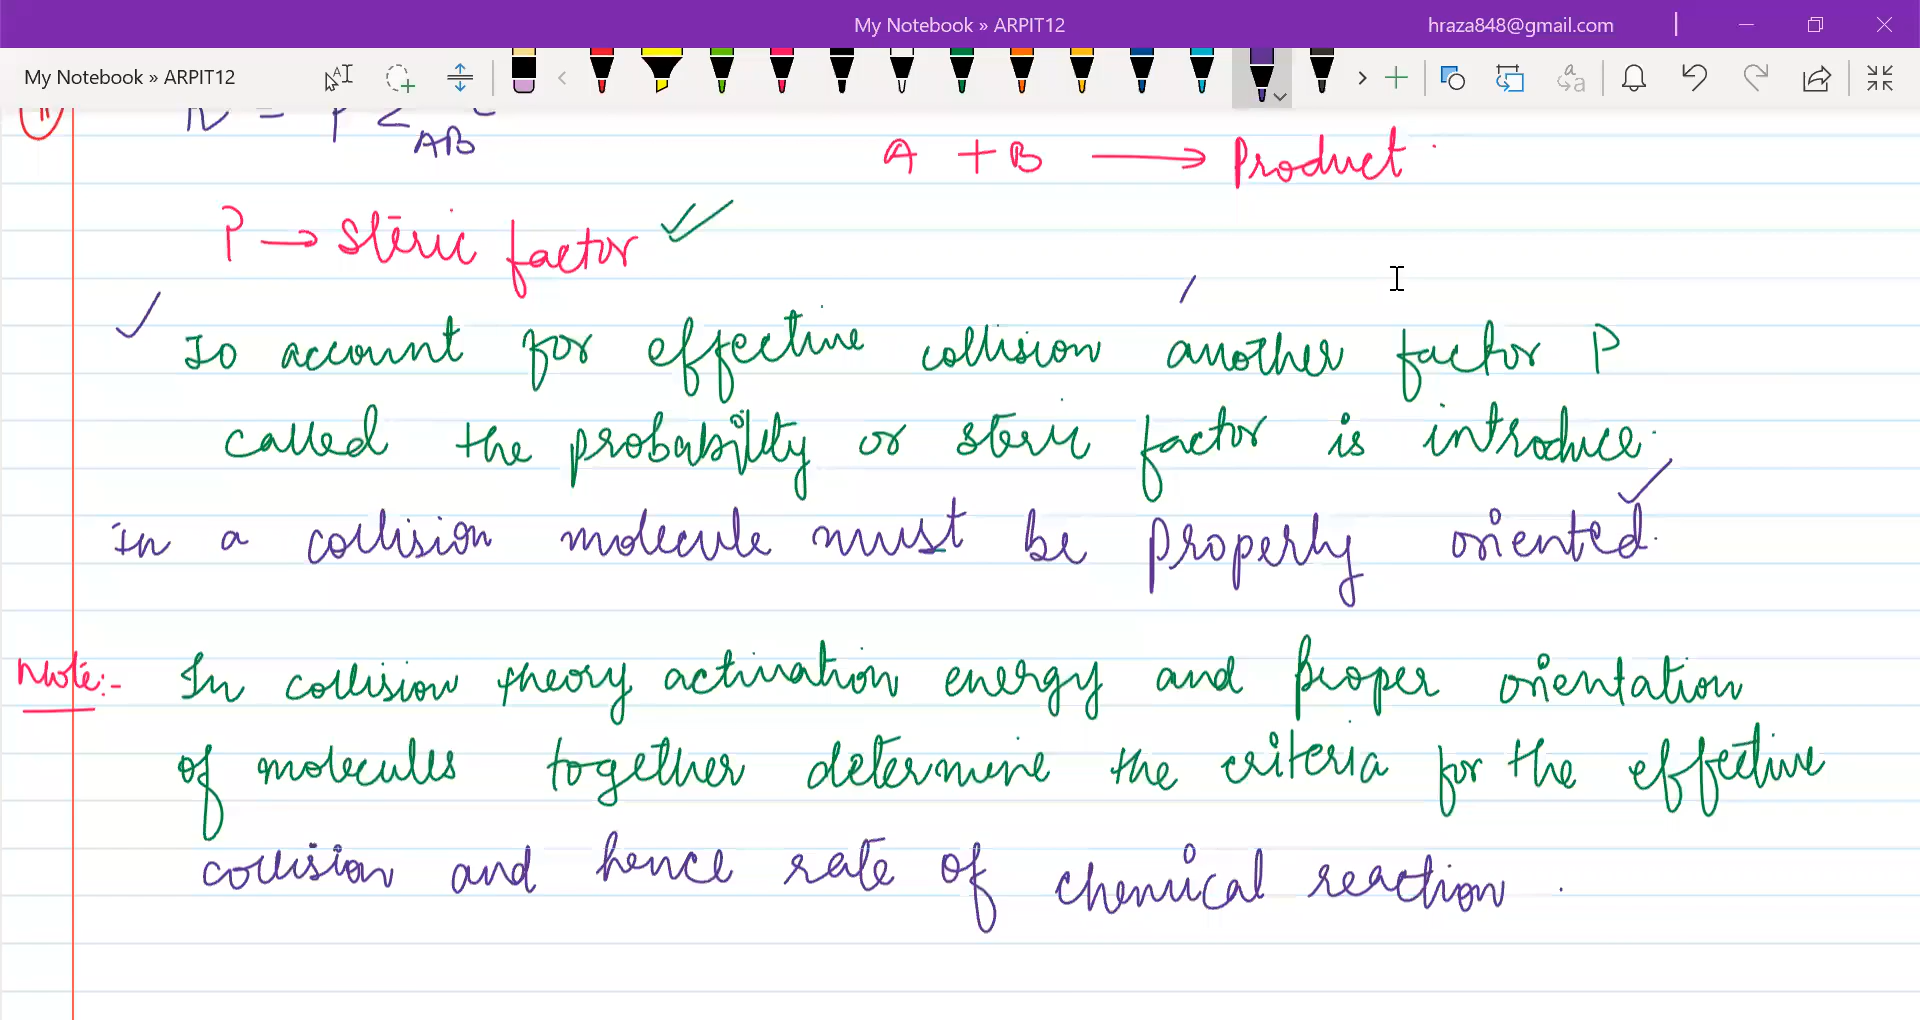 My Notebook » ARPIT12
hraza848@gmail.com
My Notebook » ARPIT12
AB
A + B → Product
P → Steric factor
To account for effective collision another factor P
called the probability or steric factor is introduce.
In a collision molecule must be properly oriented.
Note:- In collision theory activation energy and proper orientation
of molecules together determine the criteria for the effective
collision and hence rate of chemical reaction.